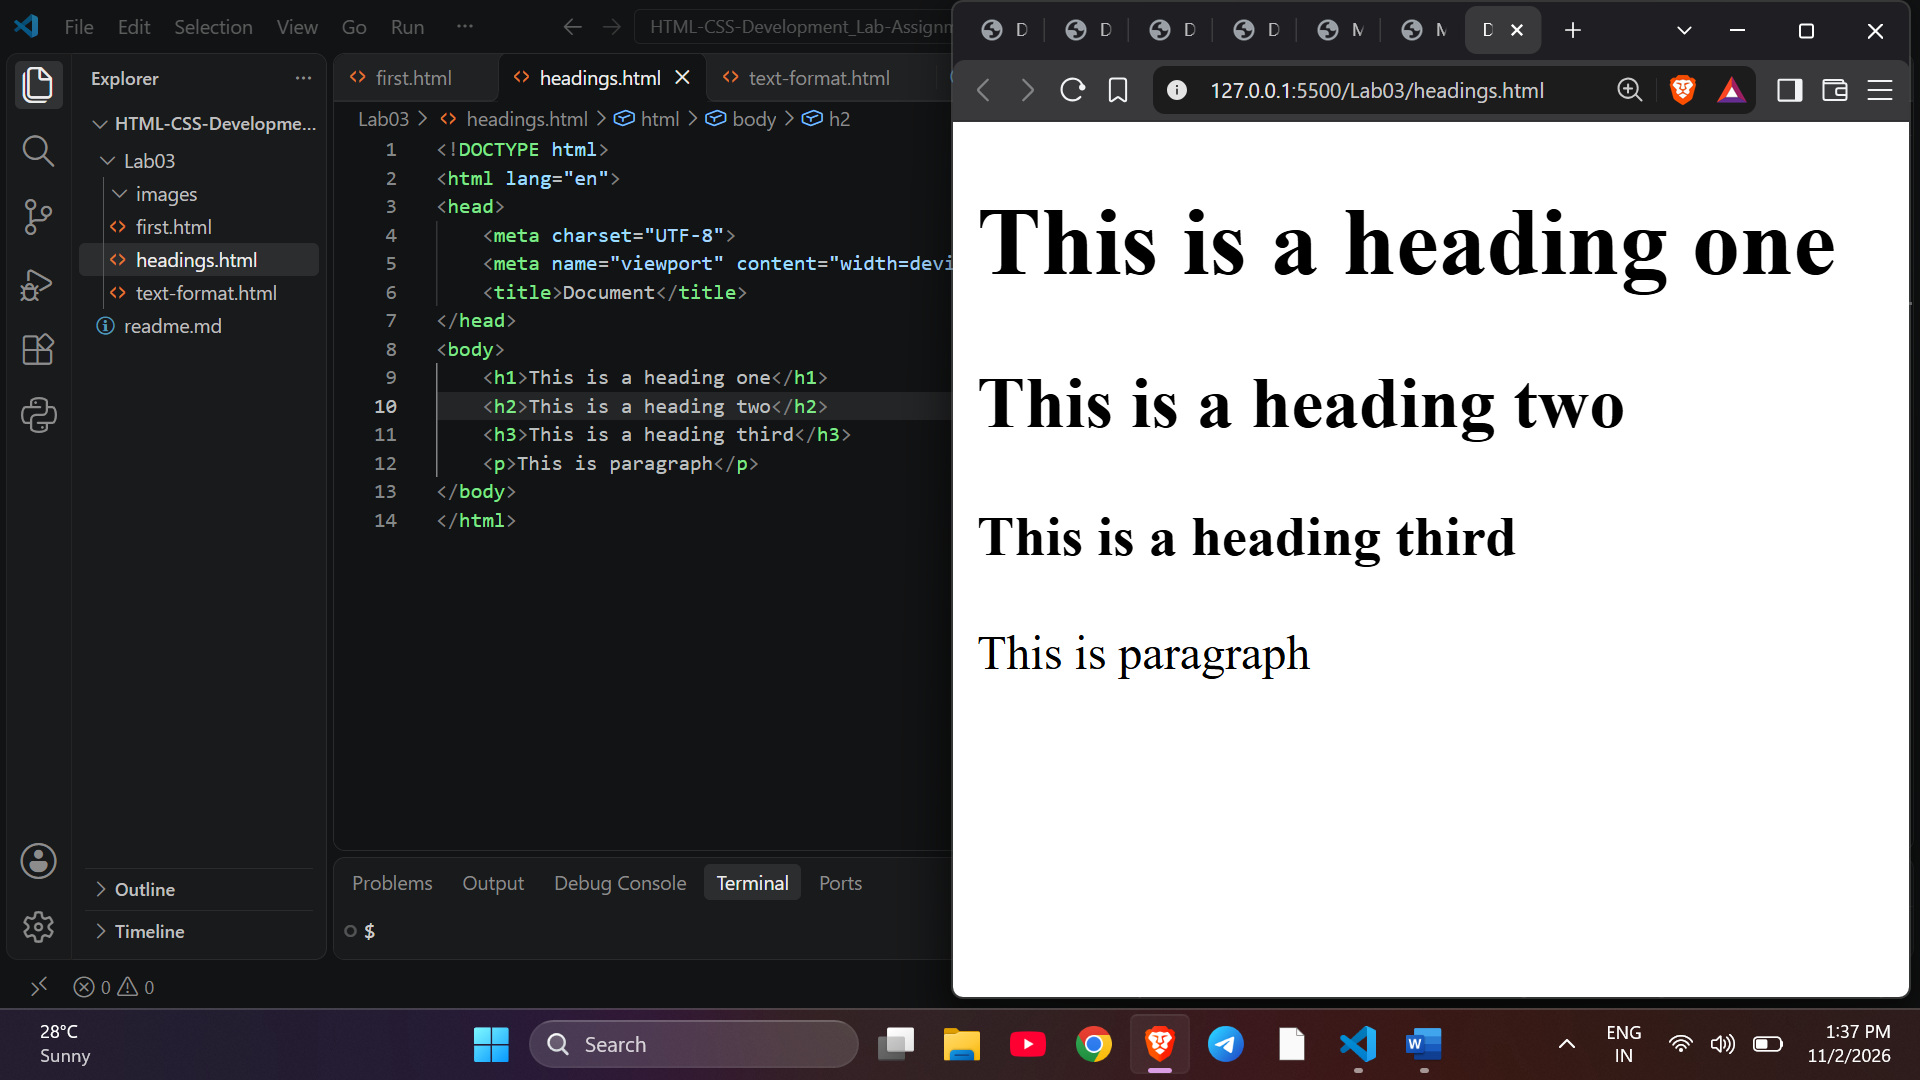 File Edit Selection View Go Run ... HTML-CSS-Development_Lab-Assignm
Explorer ...
HTML-CSS-Developme...
Lab03
images
first.html
headings.html
text-format.html
readme.md
Outline
Timeline
first.html headings.html text-format.html
Lab03 > headings.html > html > body > h2
1 <!DOCTYPE html>
2 <html lang="en">
3 <head>
4 <meta charset="UTF-8">
5 <meta name="viewport" content="width=devi
6 <title>Document</title>
7 </head>
8 <body>
9 <h1>This is a heading one</h1>
10 <h2>This is a heading two</h2>
11 <h3>This is a heading third</h3>
12 <p>This is paragraph</p>
13 </body>
14 </html>
Problems Output Debug Console Terminal Ports
$
0 0
D D D D M M D
127.0.0.1:5500/Lab03/headings.html
This is a heading one
This is a heading two
This is a heading third
This is paragraph
28°C
Sunny
Search
W
ENG
IN
1:37 PM
11/2/2026